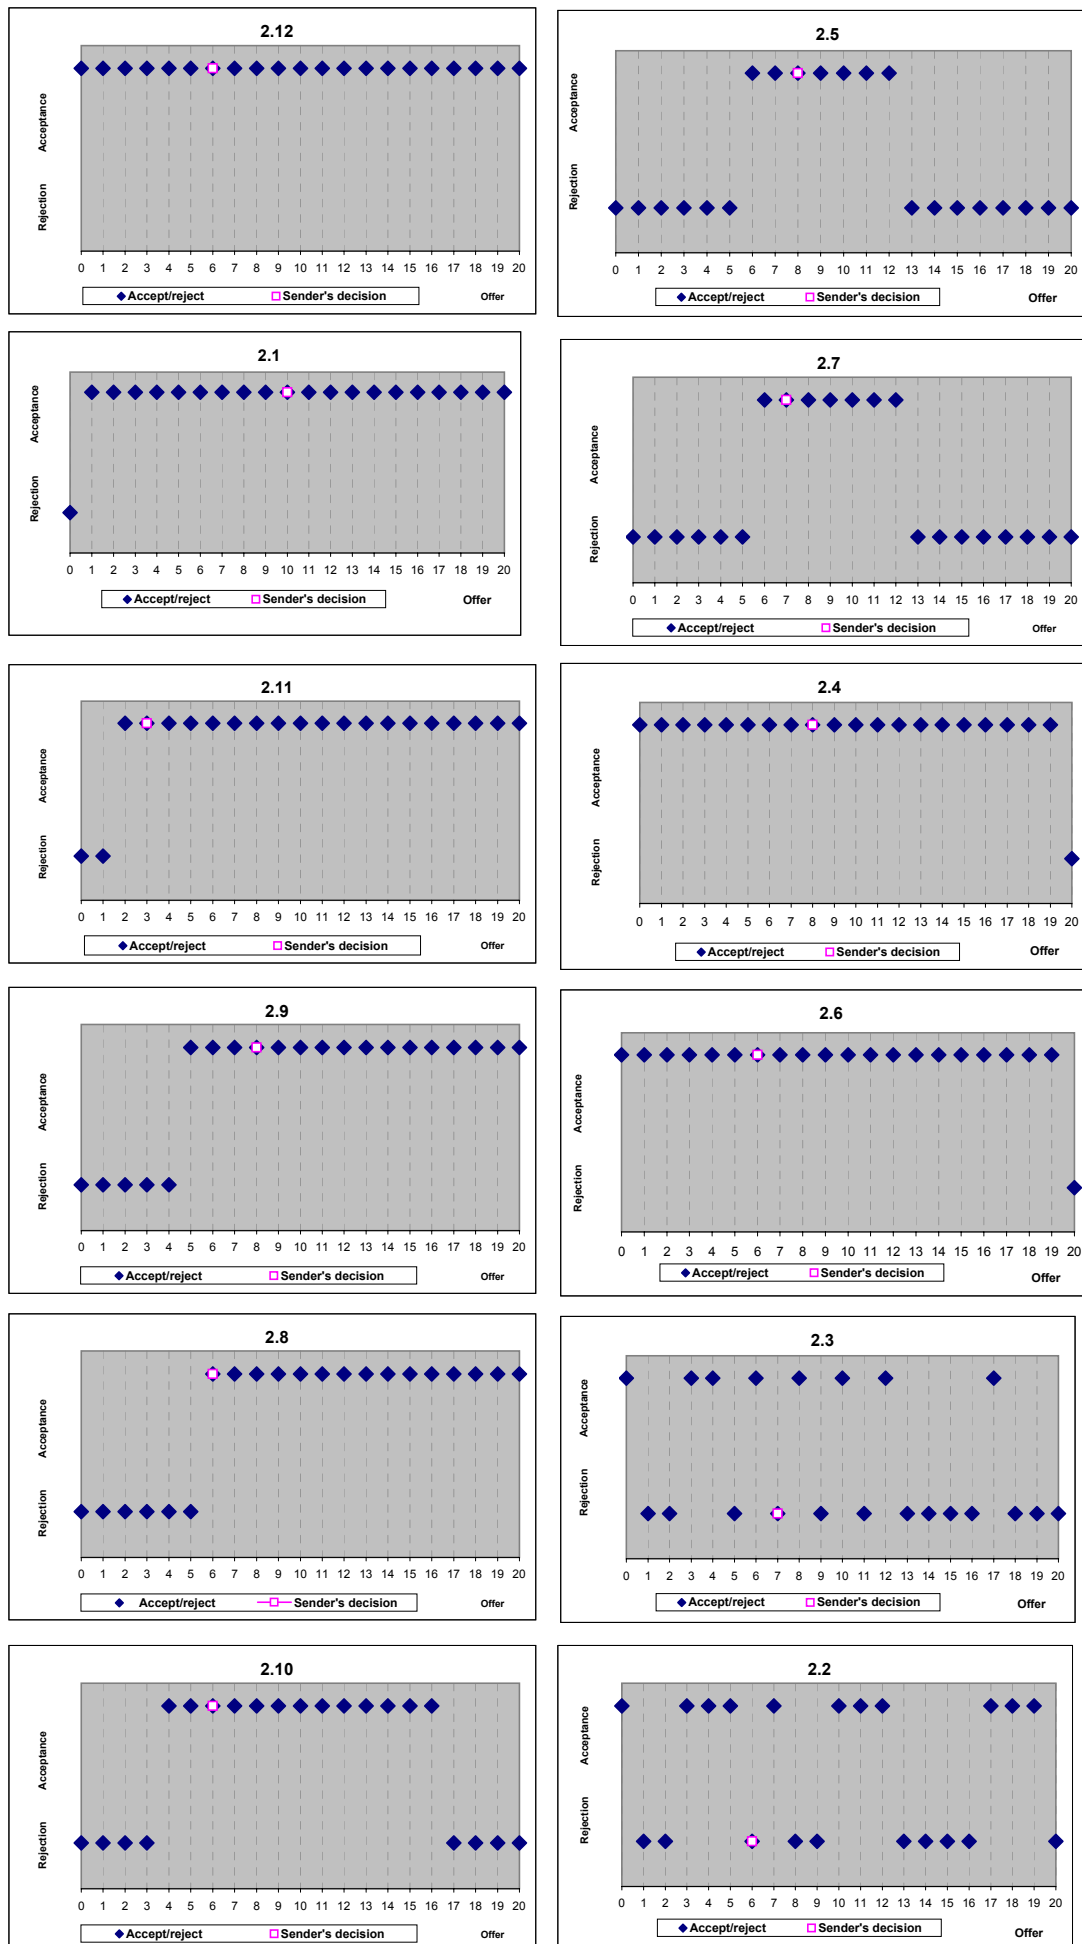 2.12
Acceptance
Rejection
0 1 2 3 4 5 6 7 8 9 10 11 12 13 14 15 16 17 18 19 20
Accept/reject Sender's decision Offer
2.5
Acceptance
Rejection
0 1 2 3 4 5 6 7 8 9 10 11 12 13 14 15 16 17 18 19 20
Accept/reject Sender's decision Offer
2.1
Acceptance
Rejection
0 1 2 3 4 5 6 7 8 9 10 11 12 13 14 15 16 17 18 19 20
Accept/reject Sender's decision Offer
2.7
Acceptance
Rejection
0 1 2 3 4 5 6 7 8 9 10 11 12 13 14 15 16 17 18 19 20
Accept/reject Sender's decision Offer
2.11
Acceptance
Rejection
0 1 2 3 4 5 6 7 8 9 10 11 12 13 14 15 16 17 18 19 20
Accept/reject Sender's decision Offer
2.4
Acceptance
Rejection
0 1 2 3 4 5 6 7 8 9 10 11 12 13 14 15 16 17 18 19 20
Accept/reject Sender's decision Offer
2.9
Acceptance
Rejection
0 1 2 3 4 5 6 7 8 9 10 11 12 13 14 15 16 17 18 19 20
Accept/reject Sender's decision Offer
2.6
Acceptance
Rejection
0 1 2 3 4 5 6 7 8 9 10 11 12 13 14 15 16 17 18 19 20
Accept/reject Sender's decision Offer
2.8
Acceptance
Rejection
0 1 2 3 4 5 6 7 8 9 10 11 12 13 14 15 16 17 18 19 20
Accept/reject Sender's decision Offer
2.3
Acceptance
Rejection
0 1 2 3 4 5 6 7 8 9 10 11 12 13 14 15 16 17 18 19 20
Accept/reject Sender's decision Offer
2.10
Acceptance
Rejection
0 1 2 3 4 5 6 7 8 9 10 11 12 13 14 15 16 17 18 19 20
Accept/reject Sender's decision Offer
2.2
Acceptance
Rejection
0 1 2 3 4 5 6 7 8 9 10 11 12 13 14 15 16 17 18 19 20
Accept/reject Sender's decision Offer